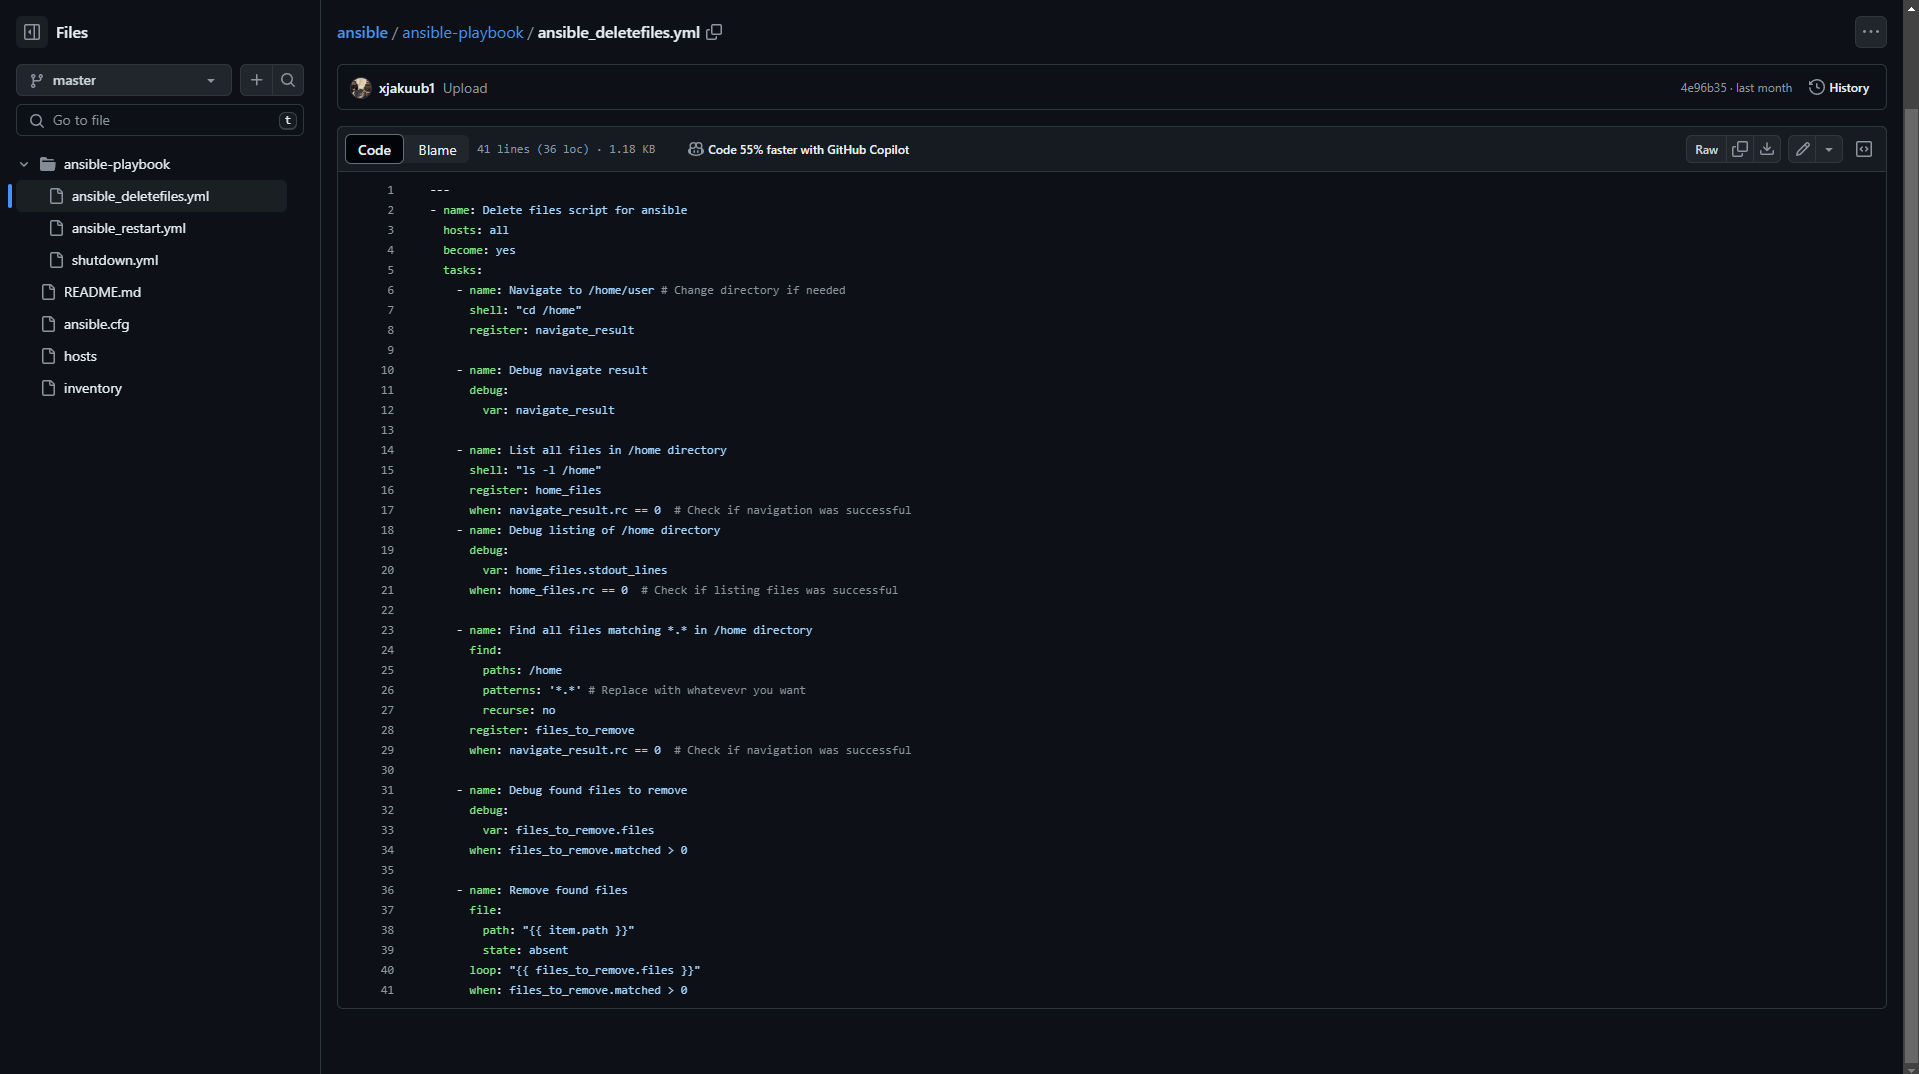 Files
master
Go to file
t
ansible-playbook
ansible_deletefiles.yml
ansible_restart.yml
shutdown.yml
README.md
ansible.cfg
hosts
inventory
ansible / ansible-playbook / ansible_deletefiles.yml
xjakuub1 Upload
4e96b35 · last month
History
Code
Blame
41 lines (36 loc) · 1.18 KB
Code 55% faster with GitHub Copilot
Raw
1 ---
2 - name: Delete files script for ansible
3   hosts: all
4   become: yes
5   tasks:
6     - name: Navigate to /home/user # Change directory if needed
7       shell: "cd /home"
8       register: navigate_result
9
10     - name: Debug navigate result
11       debug:
12         var: navigate_result
13
14     - name: List all files in /home directory
15       shell: "ls -l /home"
16       register: home_files
17       when: navigate_result.rc == 0  # Check if navigation was successful
18     - name: Debug listing of /home directory
19       debug:
20         var: home_files.stdout_lines
21       when: home_files.rc == 0  # Check if listing files was successful
22
23     - name: Find all files matching *.* in /home directory
24       find:
25         paths: /home
26         patterns: '*.*' # Replace with whatevevr you want
27         recurse: no
28       register: files_to_remove
29       when: navigate_result.rc == 0  # Check if navigation was successful
30
31     - name: Debug found files to remove
32       debug:
33         var: files_to_remove.files
34       when: files_to_remove.matched > 0
35
36     - name: Remove found files
37       file:
38         path: "{{ item.path }}"
39         state: absent
40       loop: "{{ files_to_remove.files }}"
41       when: files_to_remove.matched > 0